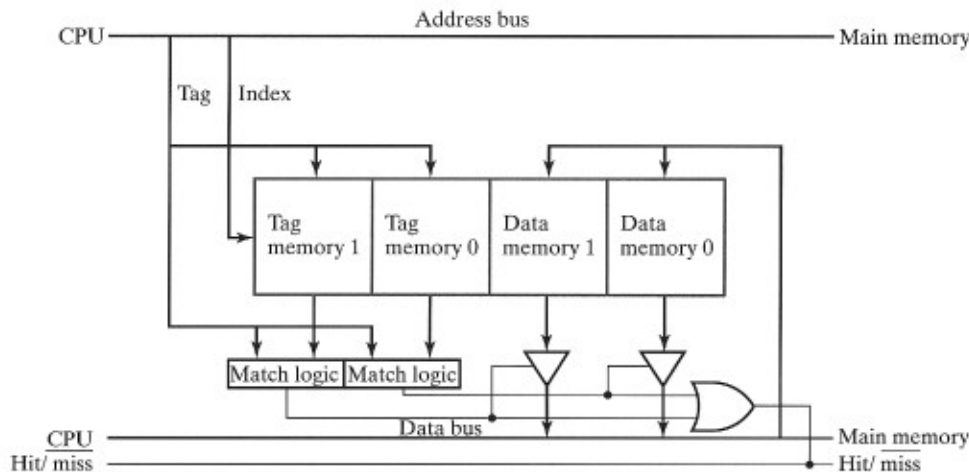 Address bus
CPU
Main memory
Tag
Index
Tag
memory 1
Tag
memory 0
Data
memory 1
Data
memory 0
Match logic
Match logic
Data bus
CPU
Main memory
Hit/ miss
Hit/ miss